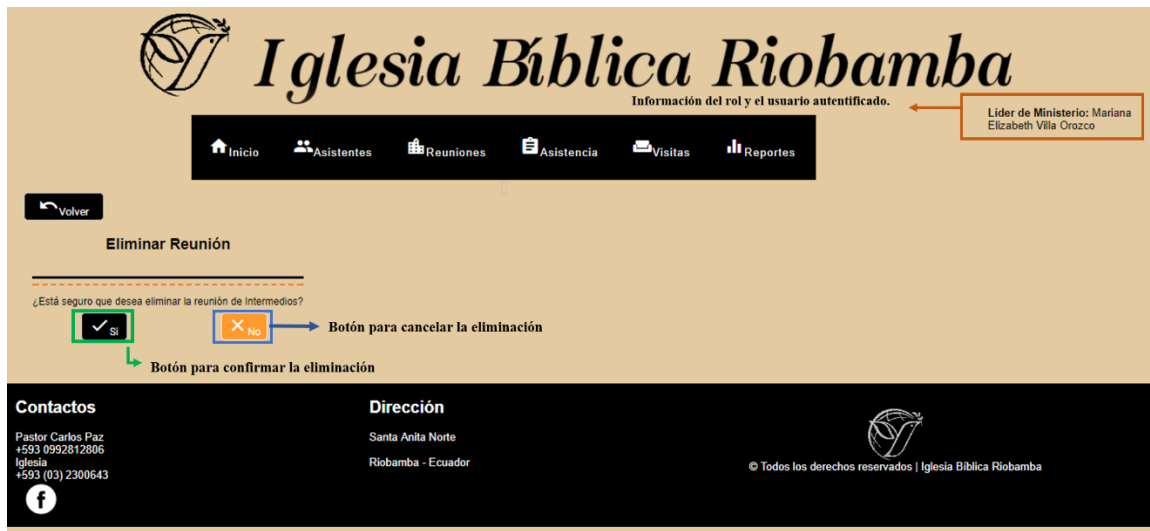 Iglesia Bíblica Riobamba
Información del rol y el usuario autentificado.
Líder de Ministerio: Mariana
Elizabeth Villa Orozco
Inicio
Asistentes
Reuniones
Asistencia
Visitas
Reportes
Volver
Eliminar Reunión
¿Está seguro que desea eliminar la reunión de Intermedios?
Si
No
Botón para cancelar la eliminación
Botón para confirmar la eliminación
Contactos
Pastor Carlos Paz
+593 0992812806
Iglesia
+593 (03) 2300643
f
Dirección
Santa Anita Norte
Riobamba - Ecuador
© Todos los derechos reservados | Iglesia Bíblica Riobamba